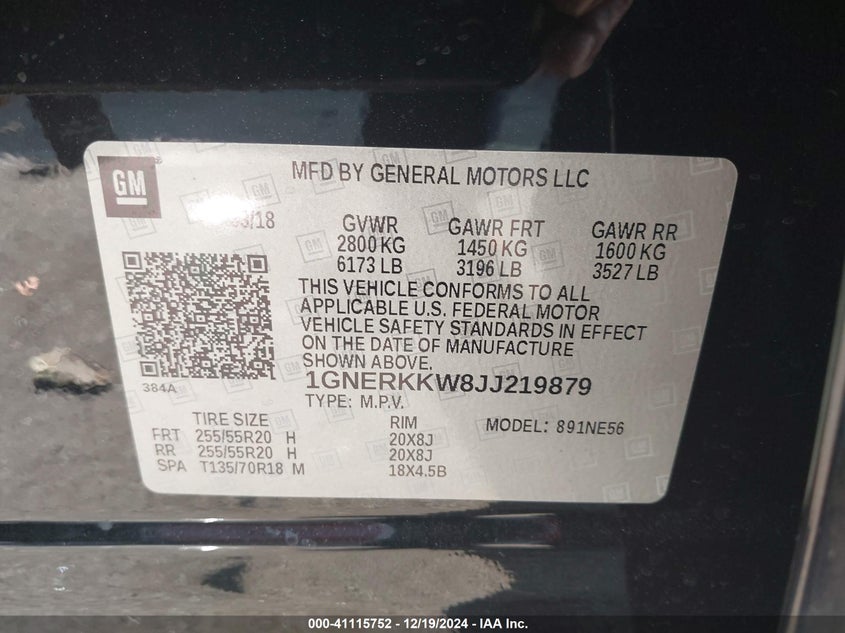 GM
MFD BY GENERAL MOTORS LLC
/18
GVWR GAWR FRT GAWR RR
2800 KG 1450 KG 1600 KG
6173 LB 3196 LB 3527 LB
THIS VEHICLE CONFORMS TO ALL
APPLICABLE U.S. FEDERAL MOTOR
VEHICLE SAFETY STANDARDS IN EFFECT
ON THE DATE OF MANUFACTURE
SHOWN ABOVE.
384A
1GNERKKW8JJ219879
TYPE: M.P.V.
TIRE SIZE RIM MODEL: 891NE56
FRT 255/55R20 H 20X8J
RR 255/55R20 H 20X8J
SPA T135/70R18 M 18X4.5B
000-41115752 - 12/19/2024 - IAA Inc.